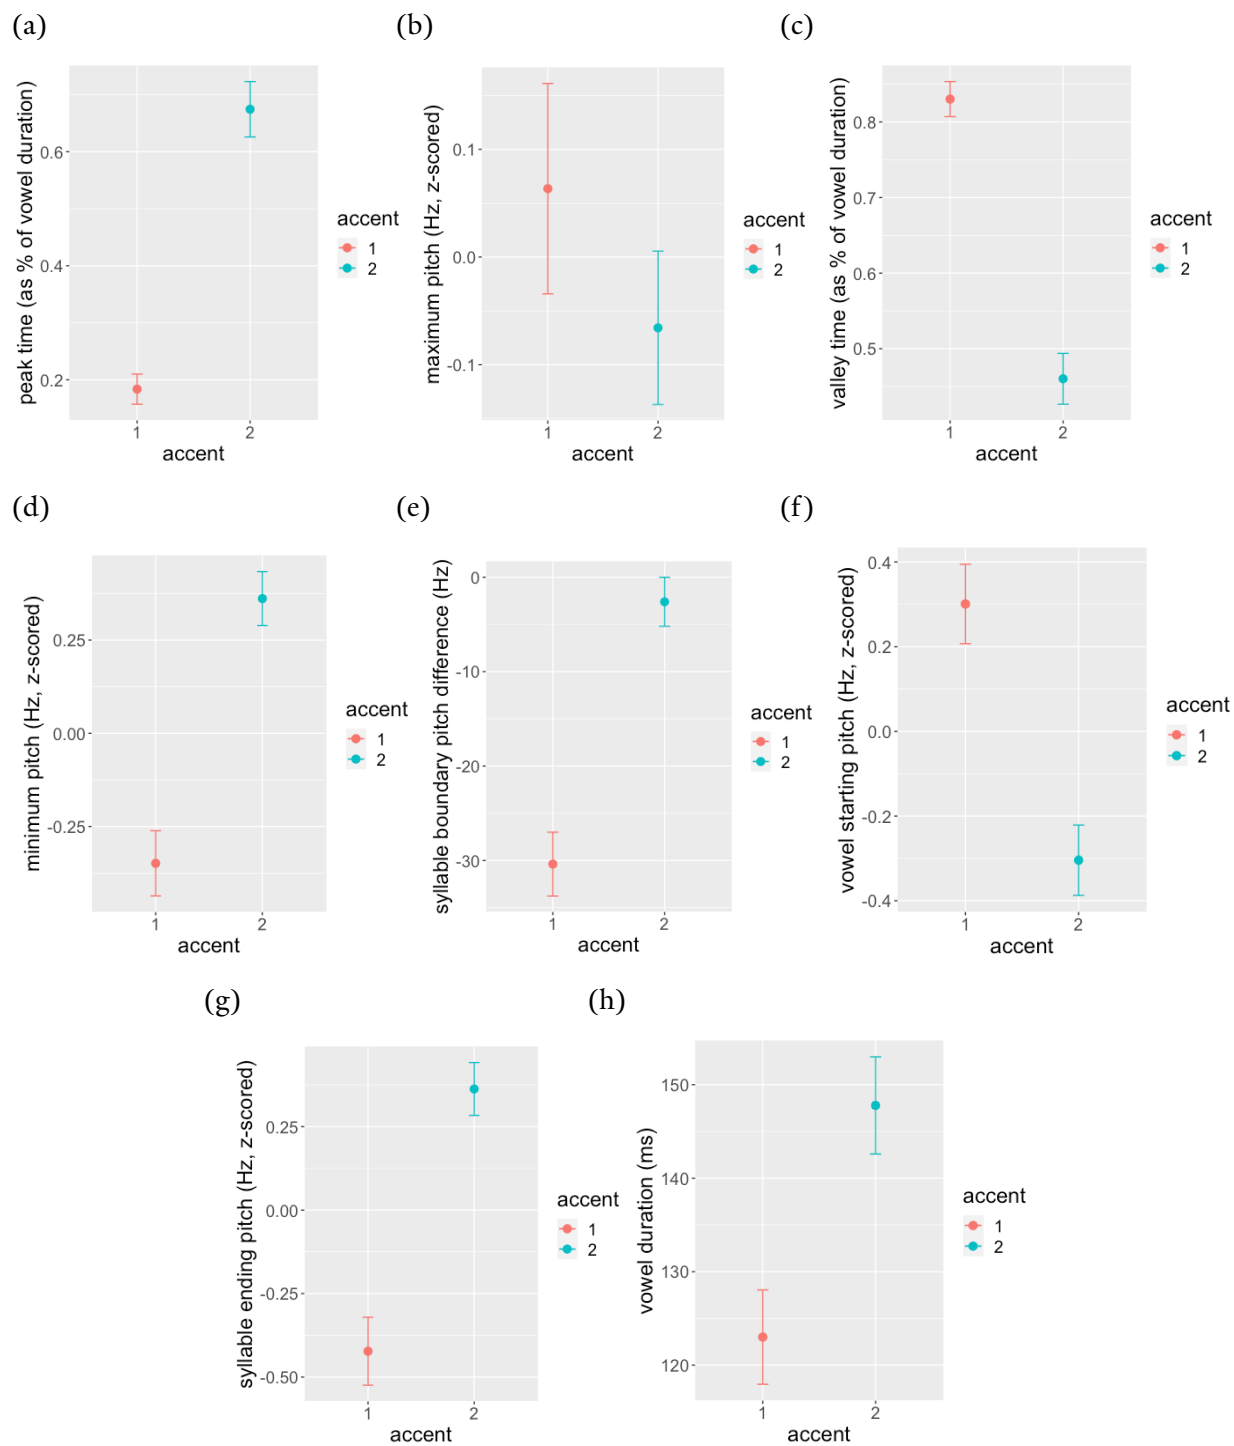 (a)
(b)
(c)
peak time (as % of vowel duration)
0.6
0.4
0.2
1
2
accent
accent
1
2
maximum pitch (Hz, z-scored)
0.1
0.0
-0.1
1
2
accent
accent
1
2
valley time (as % of vowel duration)
0.8
0.7
0.6
0.5
1
2
accent
accent
1
2
(d)
(e)
(f)
minimum pitch (Hz, z-scored)
0.25
0.00
-0.25
1
2
accent
accent
1
2
syllable boundary pitch difference (Hz)
0
-10
-20
-30
1
2
accent
accent
1
2
vowel starting pitch (Hz, z-scored)
0.4
0.2
0.0
-0.2
-0.4
1
2
accent
accent
1
2
(g)
(h)
syllable ending pitch (Hz, z-scored)
0.25
0.00
-0.25
-0.50
1
2
accent
accent
1
2
vowel duration (ms)
150
140
130
120
1
2
accent
accent
1
2